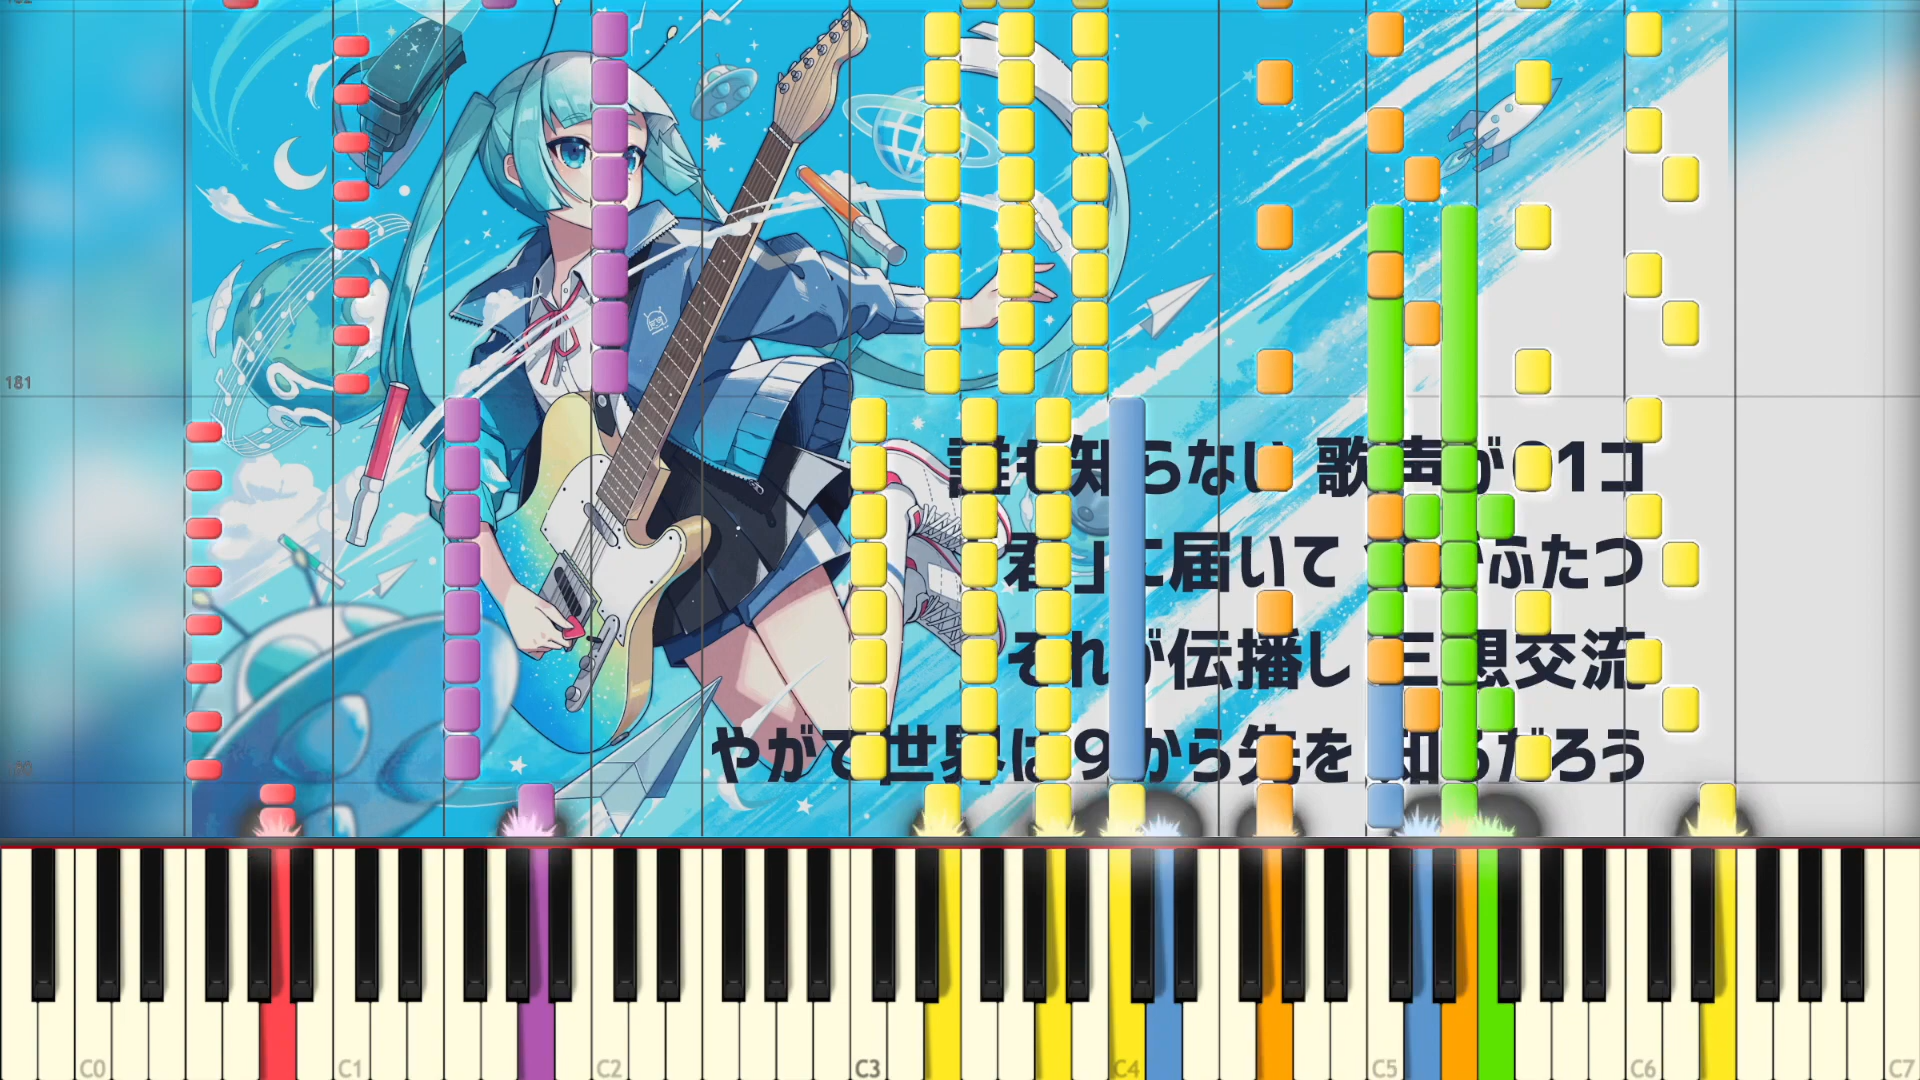 181
誰も知らない 歌声が 1コ
君」に届いて ふたつ
それが伝播し 三想交流
やがて世界は9から先を 知るだろう
C0 C1 C2 C3 C4 C5 C6 C7